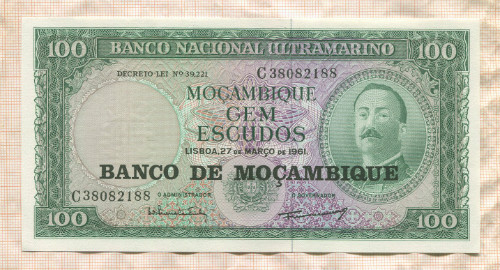 100 BANCO NACIONAL ULTRAMARINO 100
DECRETO-LEI Nº 39.221 C38082188
MOÇAMBIQUE
CEM
ESCUDOS
LISBOA, 27 DE MARÇO DE 1961
BANCO DE MOÇAMBIQUE
C38082188 O ADMINISTRADOR O GOVERNADOR
100 100